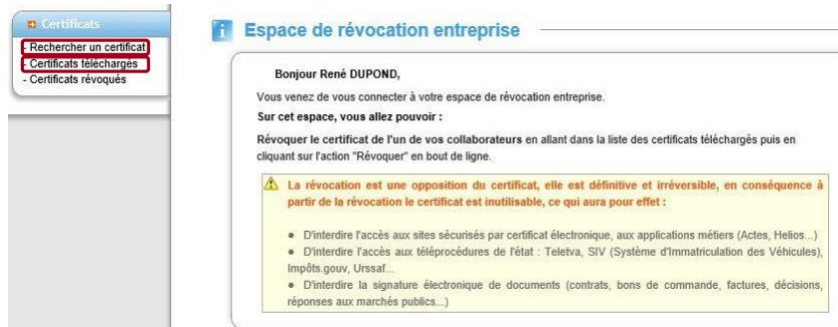 Certificats
- Rechercher un certificat
- Certificats téléchargés
- Certificats révoqués
Espace de révocation entreprise
Bonjour René DUPOND,
Vous venez de vous connecter à votre espace de révocation entreprise.
Sur cet espace, vous allez pouvoir :
Révoquer le certificat de l'un de vos collaborateurs en allant dans la liste des certificats téléchargés puis en
cliquant sur l'action "Révoquer" en bout de ligne.
La révocation est une opposition du certificat, elle est définitive et irréversible, en conséquence à
partir de la révocation le certificat est inutilisable, ce qui aura pour effet :
● D'interdire l'accès aux sites sécurisés par certificat électronique, aux applications métiers (Actes, Helios...)
● D'interdire l'accès aux téléprocédures de l'état : Teletva, SIV (Système d'Immatriculation des Véhicules),
Impôts.gouv, Urssaf...
● D'interdire la signature électronique de documents (contrats, bons de commande, factures, décisions,
réponses aux marchés publics...)